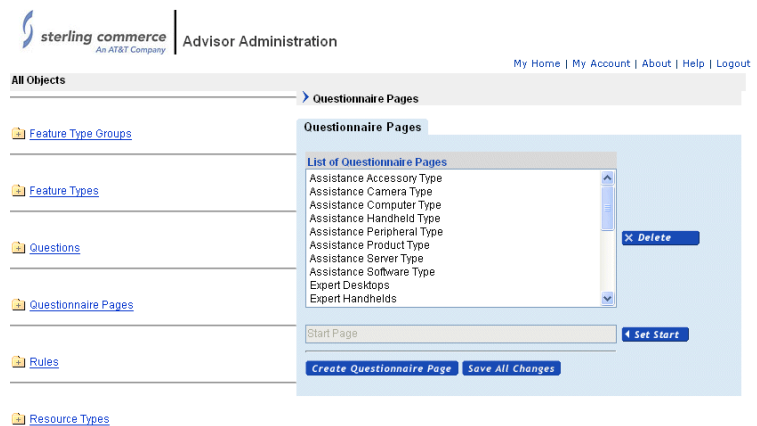 sterling commerce
An AT&T Company
Advisor Administration
My Home | My Account | About | Help | Logout
All Objects
Questionnaire Pages
Feature Type Groups
Feature Types
Questions
Questionnaire Pages
Rules
Resource Types
Questionnaire Pages
List of Questionnaire Pages
Assistance Accessory Type
Assistance Camera Type
Assistance Computer Type
Assistance Handheld Type
Assistance Peripheral Type
Assistance Product Type
Assistance Server Type
Assistance Software Type
Expert Desktops
Expert Handhelds
Delete
Start Page
Set Start
Create Questionnaire Page
Save All Changes